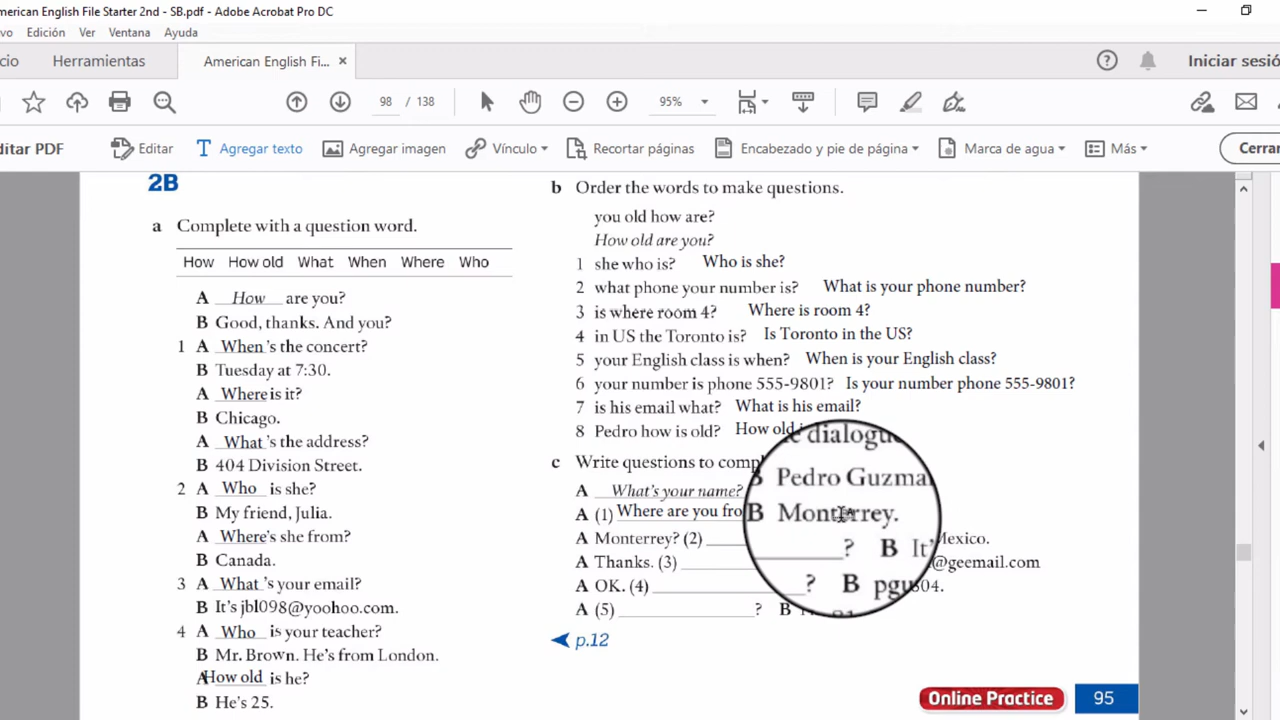 merican English File Starter 2nd - SB.pdf - Adobe Acrobat Pro DC
vo Edición Ver Ventana Ayuda
cio Herramientas American English Fi... × Iniciar sesió
98 / 138 95%
ditar PDF Editar Agregar texto Agregar imagen Vínculo Recortar páginas Encabezado y pie de página Marca de agua Más Cerrar
2B
a Complete with a question word.
How How old What When Where Who
A How are you?
B Good, thanks. And you?
1 A When's the concert?
B Tuesday at 7:30.
A Where is it?
B Chicago.
A What's the address?
B 404 Division Street.
2 A Who is she?
B My friend, Julia.
A Where's she from?
B Canada.
3 A What's your email?
B It's jbl098@yoohoo.com.
4 A Who is your teacher?
B Mr. Brown. He's from London.
A How old is he?
B He's 25.
b Order the words to make questions.
you old how are?
How old are you?
1 she who is? Who is she?
2 what phone your number is? What is your phone number?
3 is where room 4? Where is room 4?
4 in US the Toronto is? Is Toronto in the US?
5 your English class is when? When is your English class?
6 your number is phone 555-9801? Is your number phone 555-9801?
7 is his email what? What is his email?
8 Pedro how is old? How old
c Write questions to comp dialogu
A What's your name? B Pedro Guzma
A (1) Where are you fro B Monterrey.
A Monterrey? (2) ? B It' Mexico.
A Thanks. (3) ? B pgu @geemail.com
A OK. (4) 604.
A (5) ? B
p.12
Online Practice 95